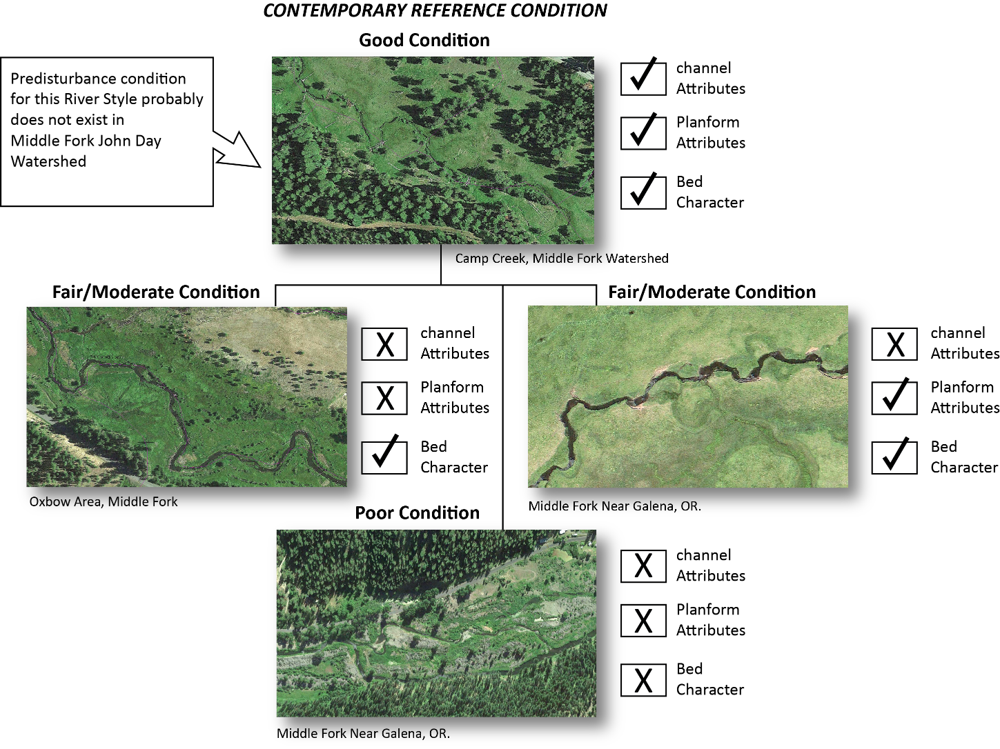 CONTEMPORARY REFERENCE CONDITION
Good Condition
Predisturbance condition
for this River Style probably
does not exist in
Middle Fork John Day
Watershed
channel
Attributes
Planform
Attributes
Bed
Character
Camp Creek, Middle Fork Watershed
Fair/Moderate Condition
X channel
Attributes
X Planform
Attributes
Bed
Character
Oxbow Area, Middle Fork
Fair/Moderate Condition
X channel
Attributes
Planform
Attributes
Bed
Character
Middle Fork Near Galena, OR.
Poor Condition
X channel
Attributes
X Planform
Attributes
X Bed
Character
Middle Fork Near Galena, OR.